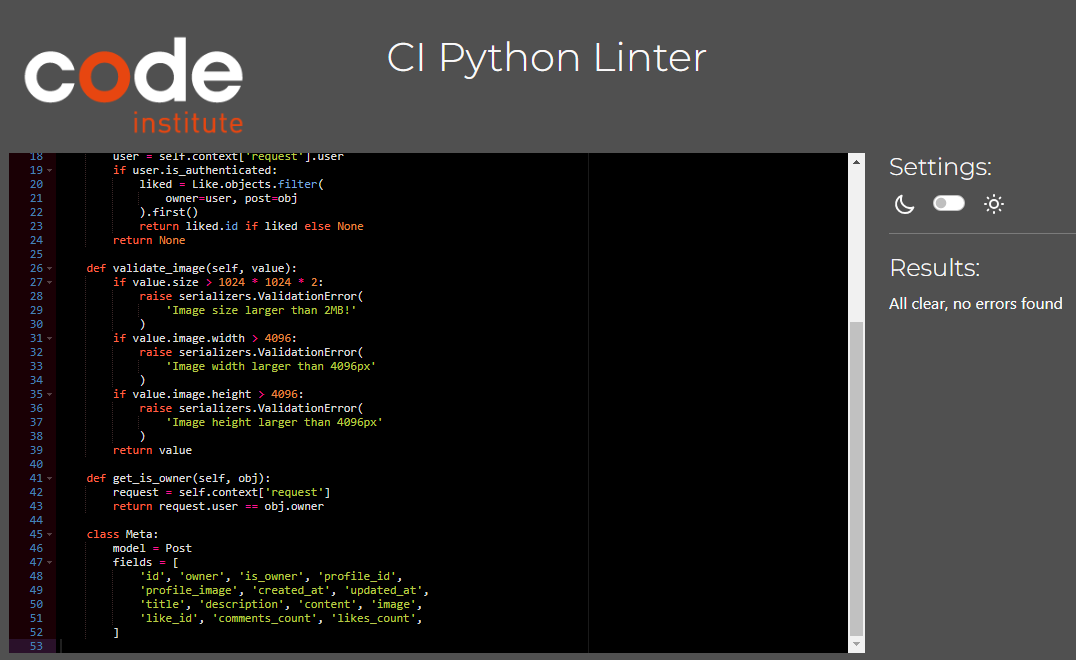 code
institute
CI Python Linter
18 user = self.context['request'].user
19 if user.is_authenticated:
20 liked = Like.objects.filter(
21 owner=user, post=obj
22 ).first()
23 return liked.id if liked else None
24 return None
25
26 def validate_image(self, value):
27 if value.size > 1024 * 1024 * 2:
28 raise serializers.ValidationError(
29 'Image size larger than 2MB!'
30 )
31 if value.image.width > 4096:
32 raise serializers.ValidationError(
33 'Image width larger than 4096px'
34 )
35 if value.image.height > 4096:
36 raise serializers.ValidationError(
37 'Image height larger than 4096px'
38 )
39 return value
40
41 def get_is_owner(self, obj):
42 request = self.context['request']
43 return request.user == obj.owner
44
45 class Meta:
46 model = Post
47 fields = [
48 'id', 'owner', 'is_owner', 'profile_id',
49 'profile_image', 'created_at', 'updated_at',
50 'title', 'description', 'content', 'image',
51 'like_id', 'comments_count', 'likes_count',
52 ]
53
Settings:
Results:
All clear, no errors found